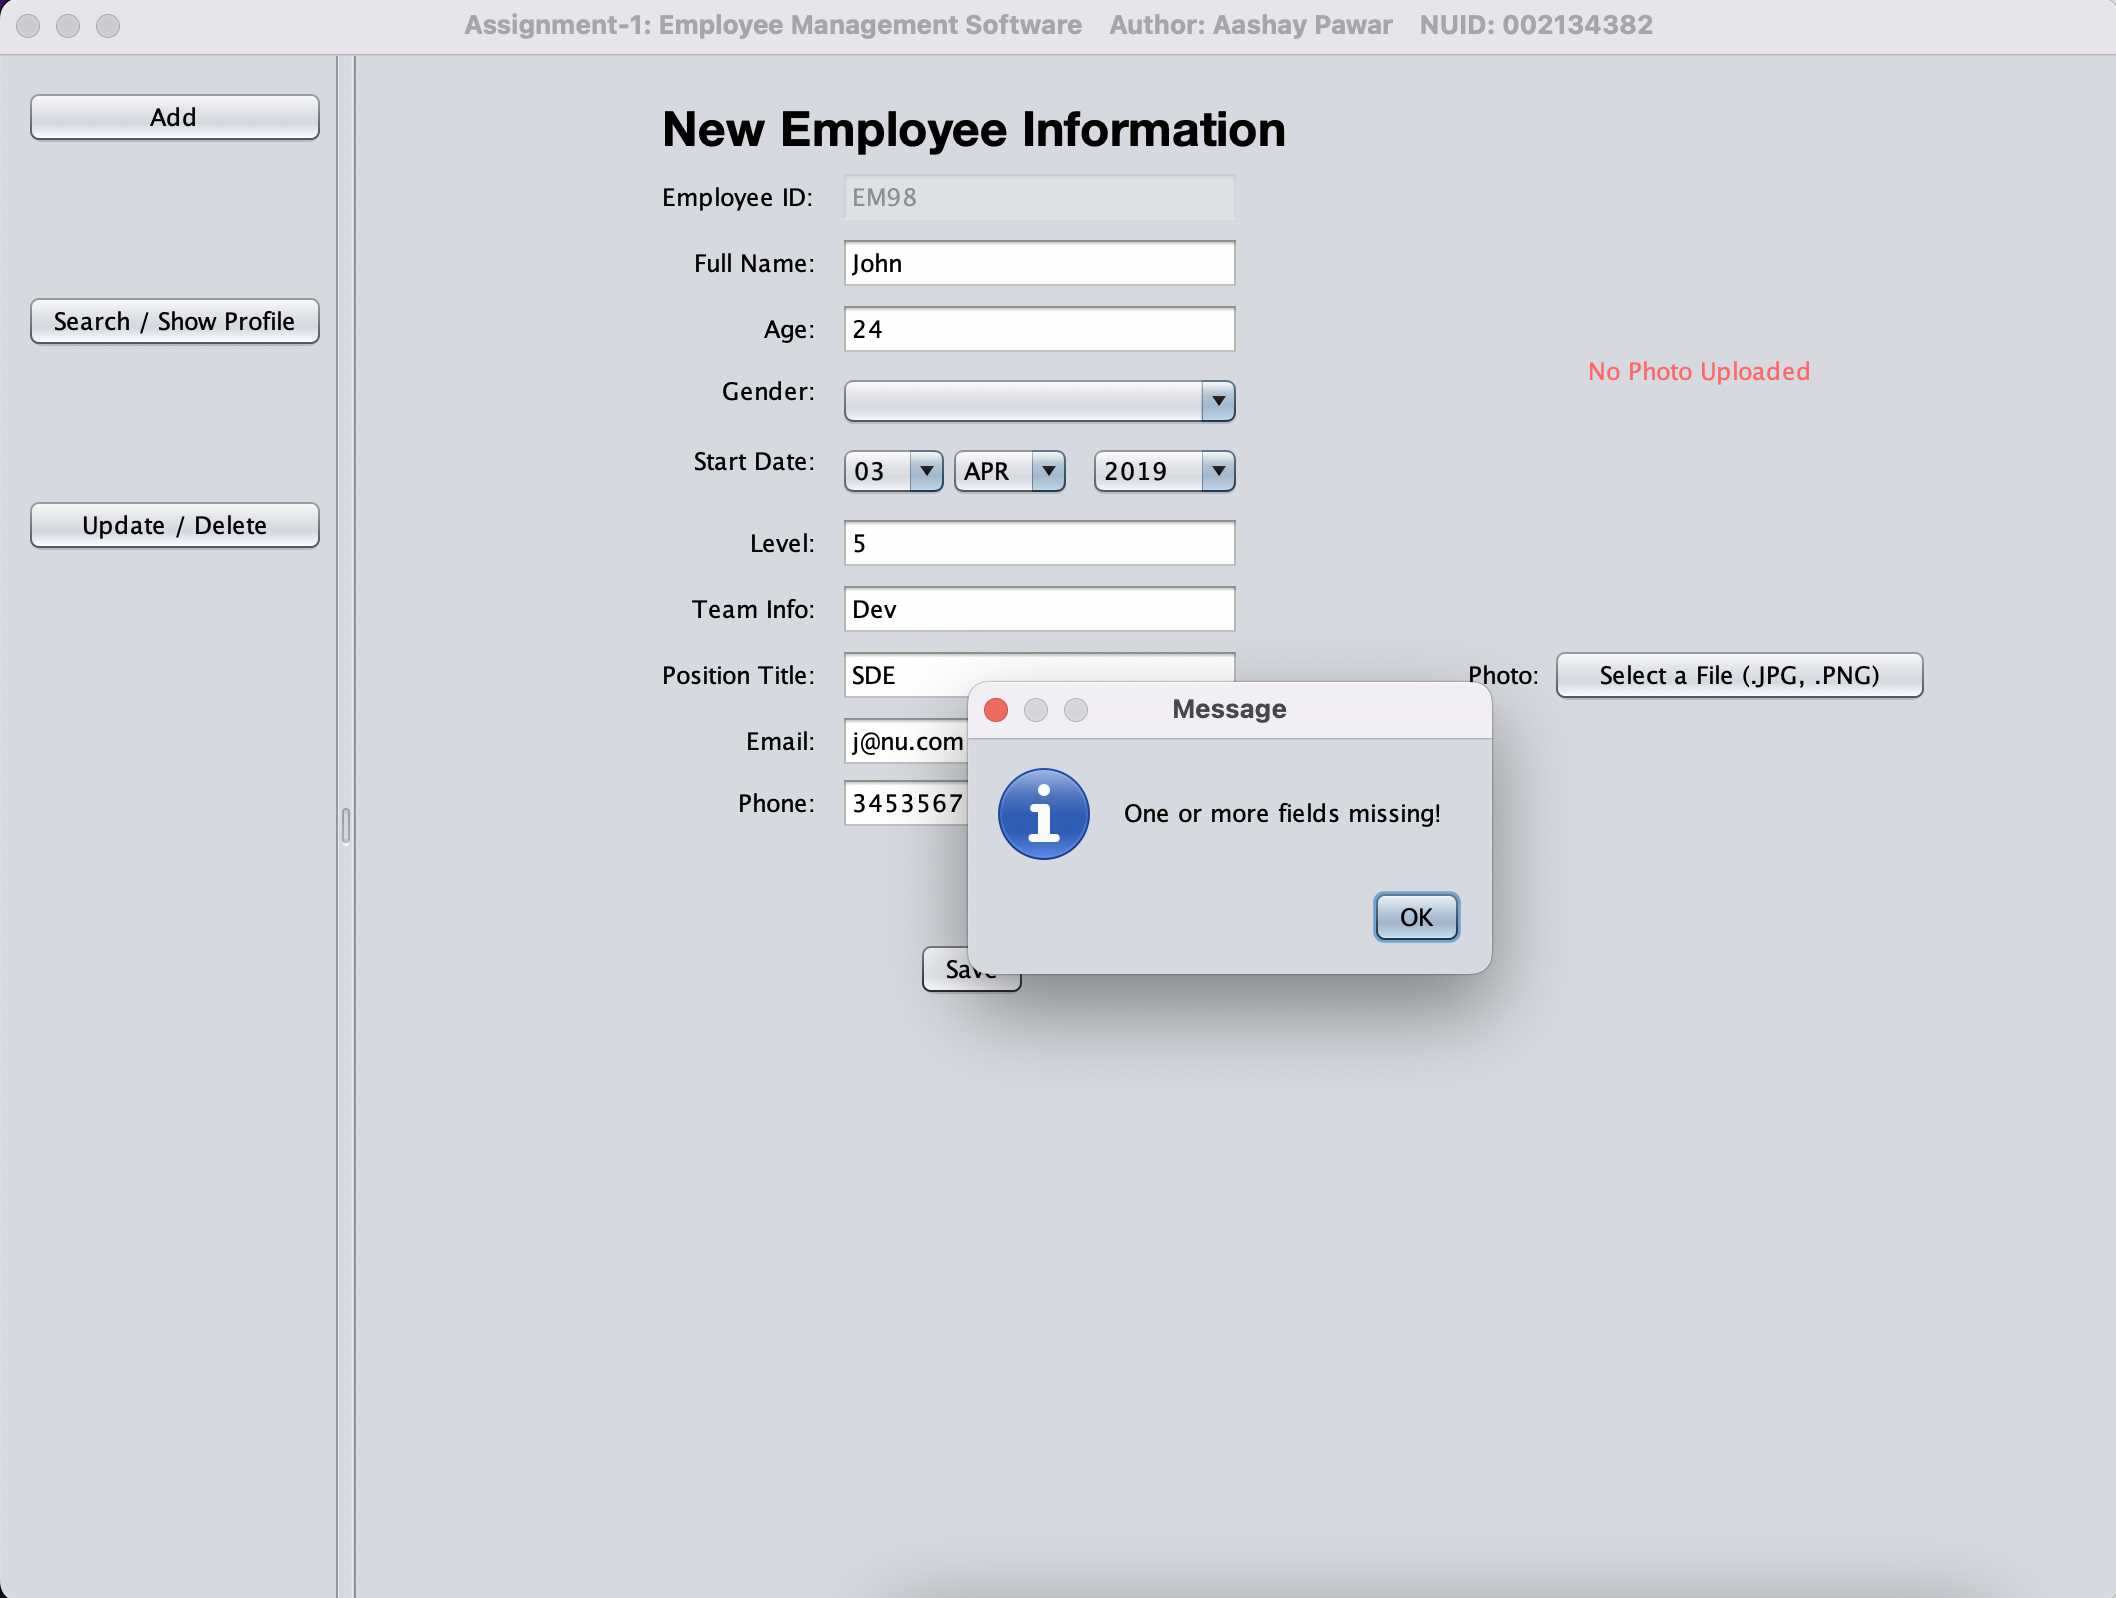 Assignment-1: Employee Management Software Author: Aashay Pawar NUID: 002134382
Add
Search / Show Profile
Update / Delete
New Employee Information
Employee ID: EM98
Full Name: John
Age: 24
No Photo Uploaded
Gender:
Start Date: 03 APR 2019
Level: 5
Team Info: Dev
Position Title: SDE
Photo: Select a File (.JPG, .PNG)
Email: j@nu.com
Phone: 3453567
Message
One or more fields missing!
OK
Save